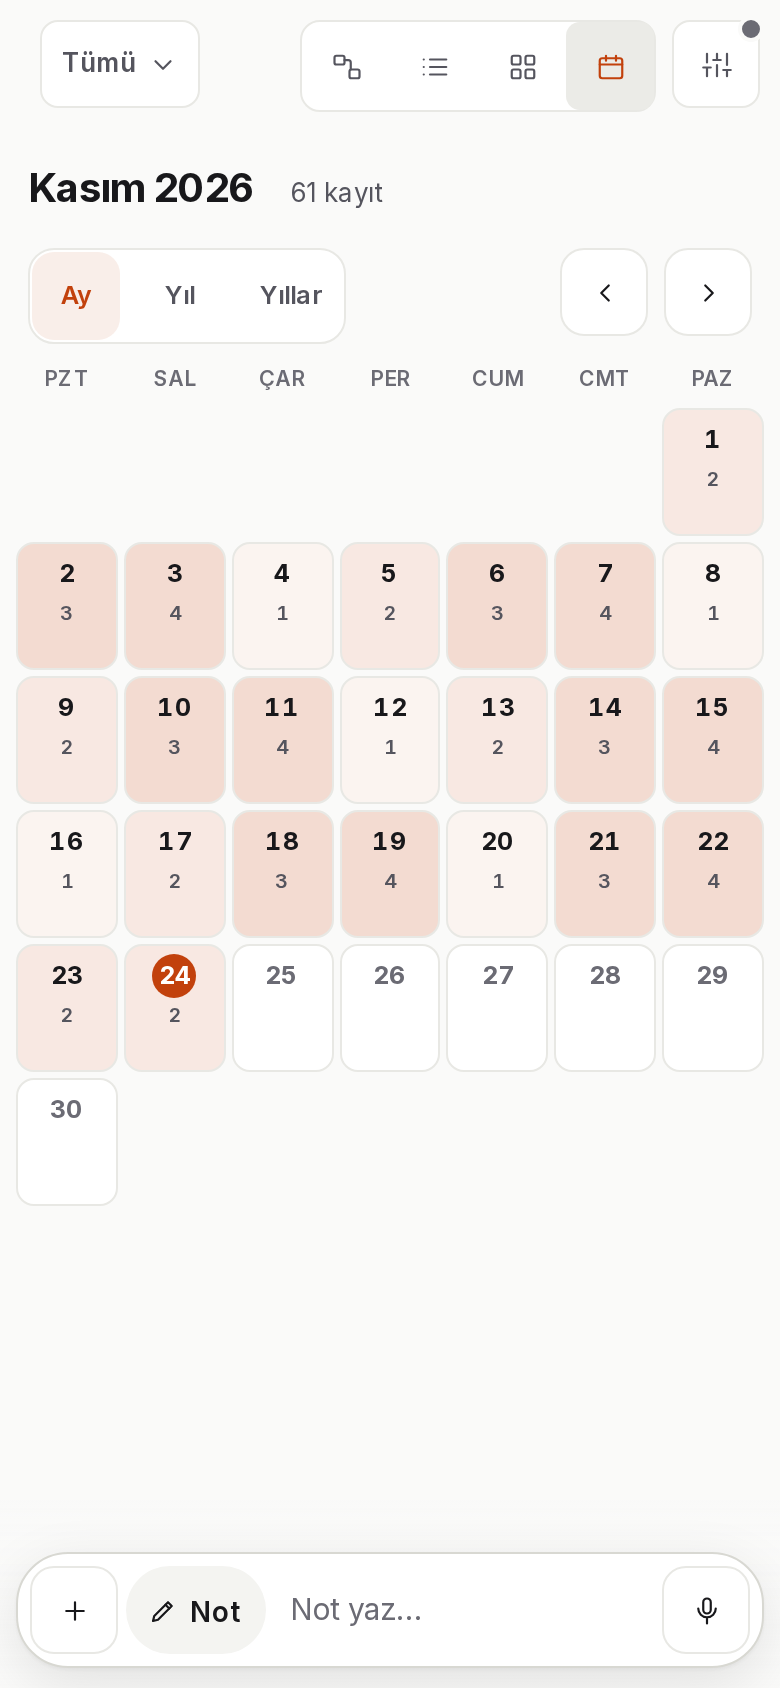 Tümü
Kasım 2026 61 kayıt
Ay Yıl Yıllar
PZT SAL ÇAR PER CUM CMT PAZ
1
2
2 3 4 5 6 7 8
3 4 1 2 3 4 1
9 10 11 12 13 14 15
2 3 4 1 2 3 4
16 17 18 19 20 21 22
1 2 3 4 1 3 4
23 24 25 26 27 28 29
2 2
30
Not Not yaz...